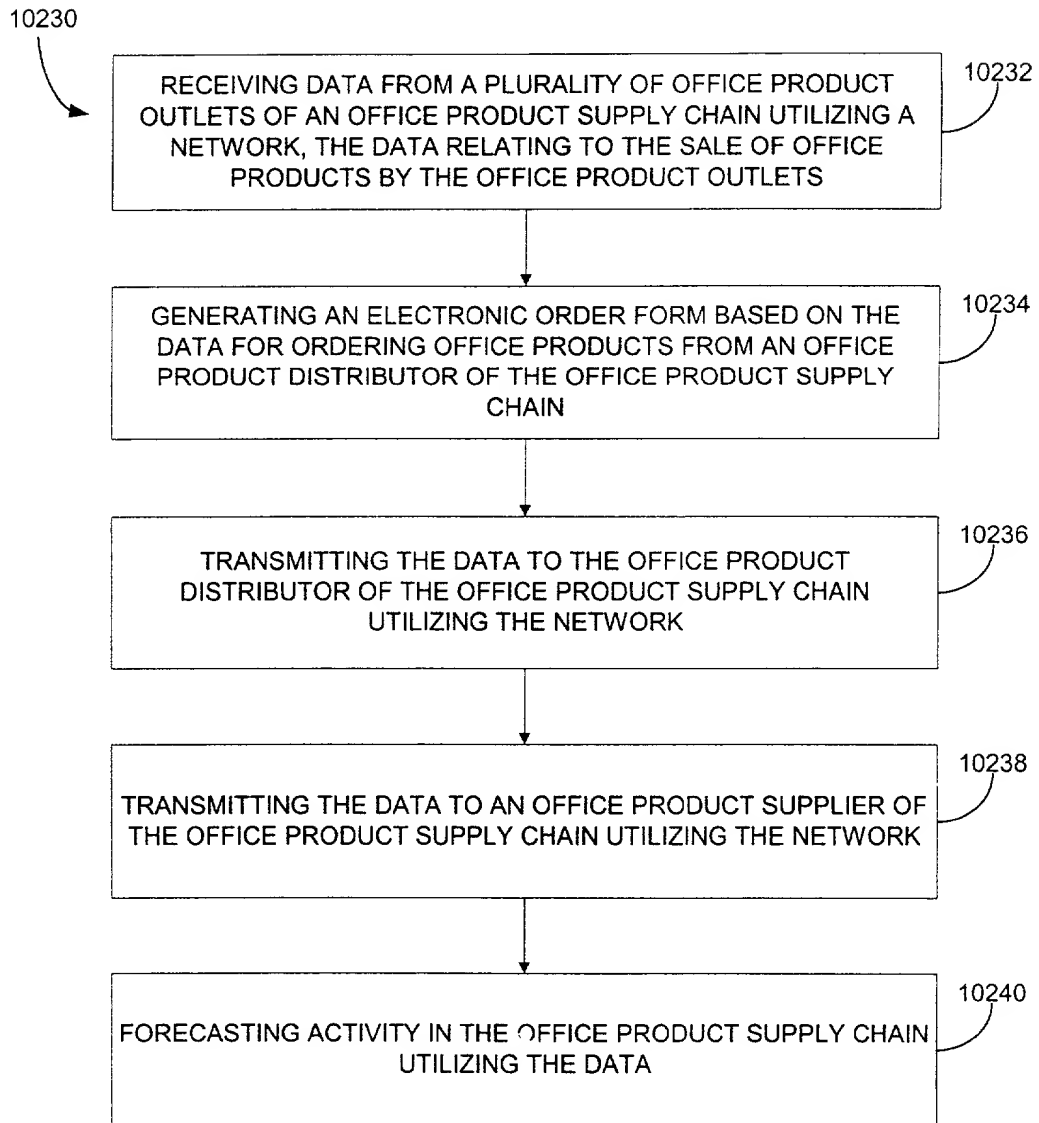 10230
RECEIVING DATA FROM A PLURALITY OF OFFICE PRODUCT
OUTLETS OF AN OFFICE PRODUCT SUPPLY CHAIN UTILIZING A
NETWORK, THE DATA RELATING TO THE SALE OF OFFICE
PRODUCTS BY THE OFFICE PRODUCT OUTLETS
10232
GENERATING AN ELECTRONIC ORDER FORM BASED ON THE
DATA FOR ORDERING OFFICE PRODUCTS FROM AN OFFICE
PRODUCT DISTRIBUTOR OF THE OFFICE PRODUCT SUPPLY
CHAIN
10234
TRANSMITTING THE DATA TO THE OFFICE PRODUCT
DISTRIBUTOR OF THE OFFICE PRODUCT SUPPLY CHAIN
UTILIZING THE NETWORK
10236
TRANSMITTING THE DATA TO AN OFFICE PRODUCT SUPPLIER OF
THE OFFICE PRODUCT SUPPLY CHAIN UTILIZING THE NETWORK
10238
FORECASTING ACTIVITY IN THE OFFICE PRODUCT SUPPLY CHAIN
UTILIZING THE DATA
10240